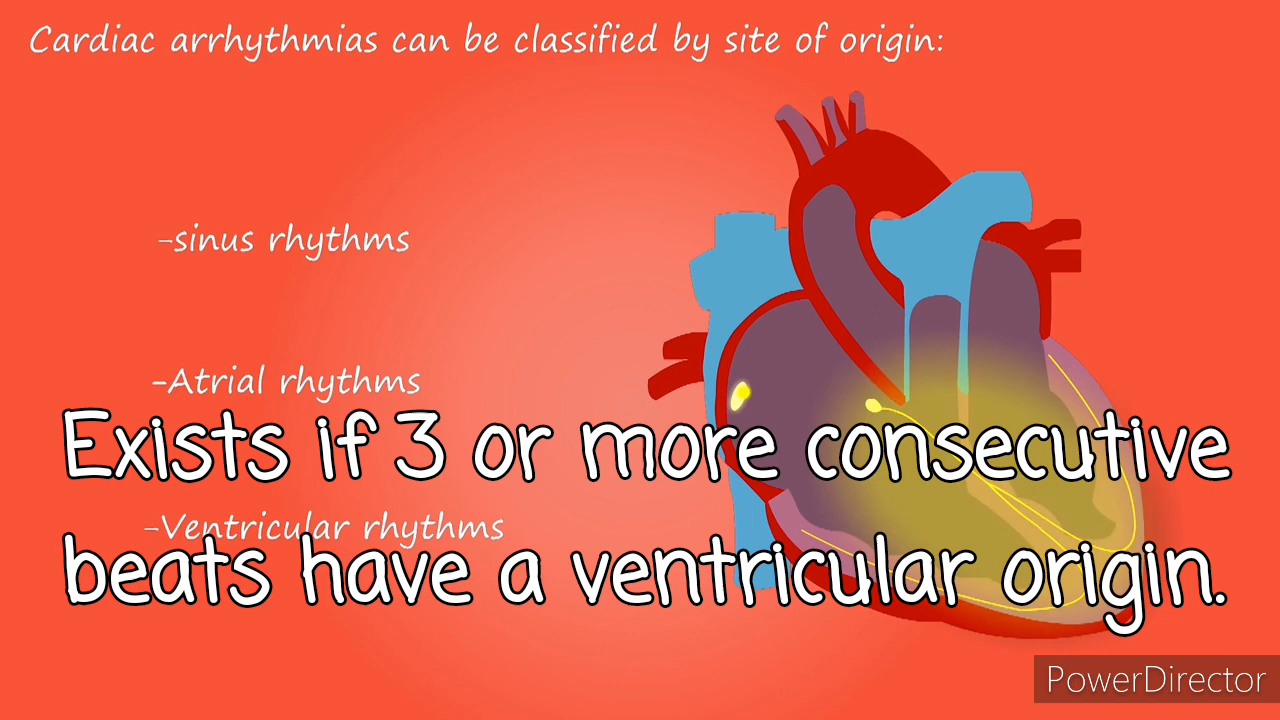 Cardiac arrhythmias can be classified by site of origin:
-sinus rhythms
-Atrial rhythms
Exists if 3 or more consecutive
-Ventricular rhythms
beats have a ventricular origin.
PowerDirector